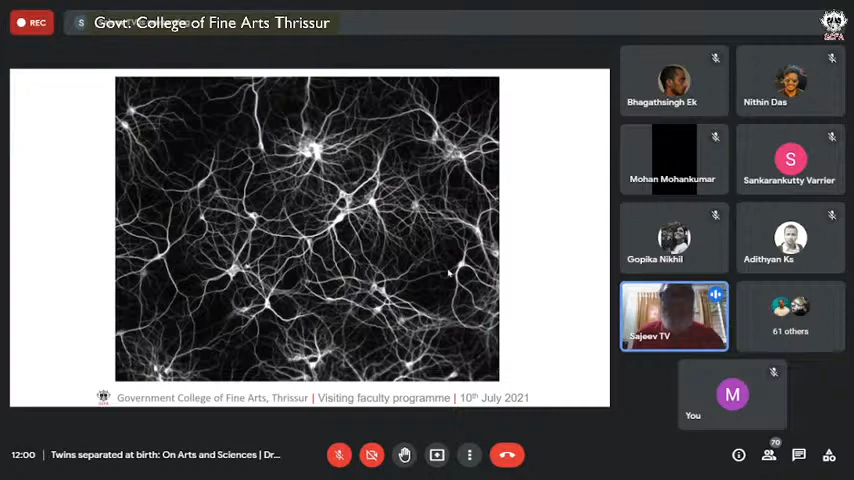 REC
S
Govt. College of Fine Arts Thrissur
SCFA
Bhagathsingh Ek
Nithin Das
Mohan Mohankumar
S
Sankarankutty Varrier
Gopika Nikhil
Adithyan Ks
Sajeev TV
61 others
M
You
Government College of Fine Arts, Thrissur | Visiting faculty programme | 10th July 2021
12:00
Twins separated at birth: On Arts and Sciences | Dr...
70